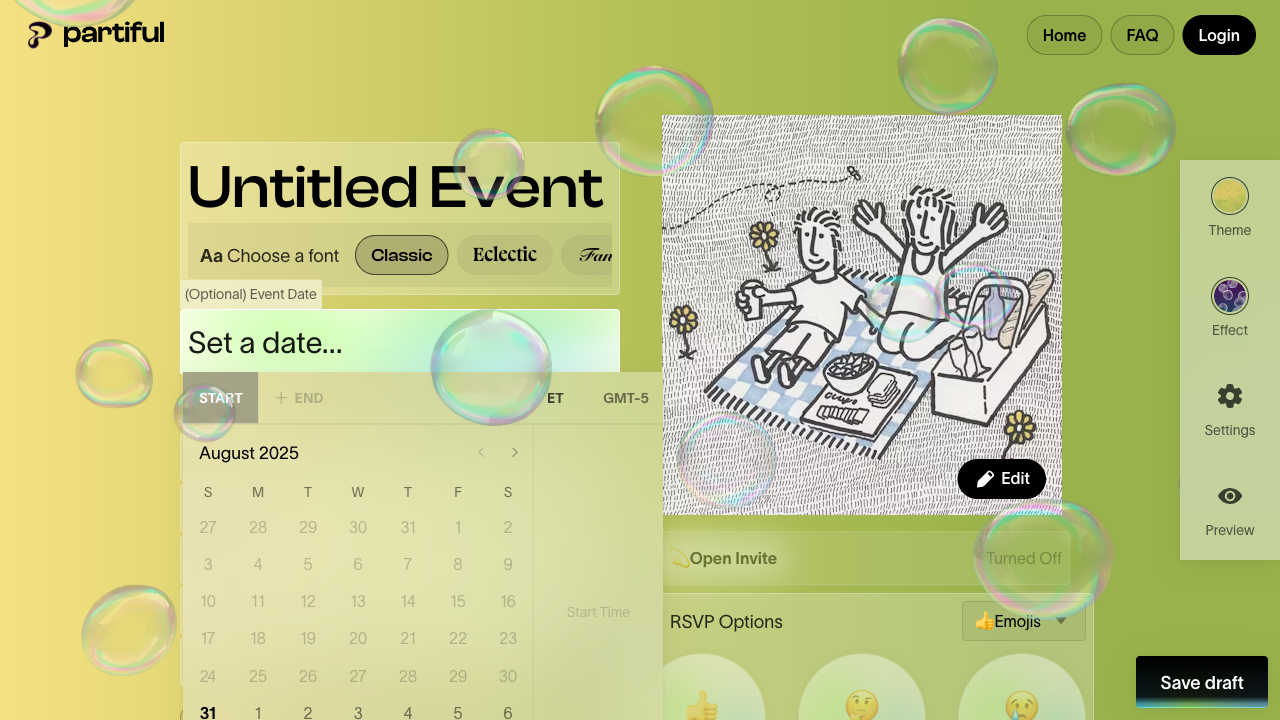 partiful
Home
FAQ
Login
Untitled Event
Aa Choose a font
Classic
Eclectic
(Optional) Event Date
Set a date...
START
END
ET
GMT-5
August 2025
S M T W T F S
27 28 29 30 31 1 2
3 4 5 6 7 8 9
10 11 12 13 14 15 16
17 18 19 20 21 22 23
24 25 26 27 28 29 30
31 1 2 3 4 5 6
Start Time
Edit
💫Open Invite
Turned Off
RSVP Options
👍Emojis
Theme
Effect
Settings
Preview
Save draft